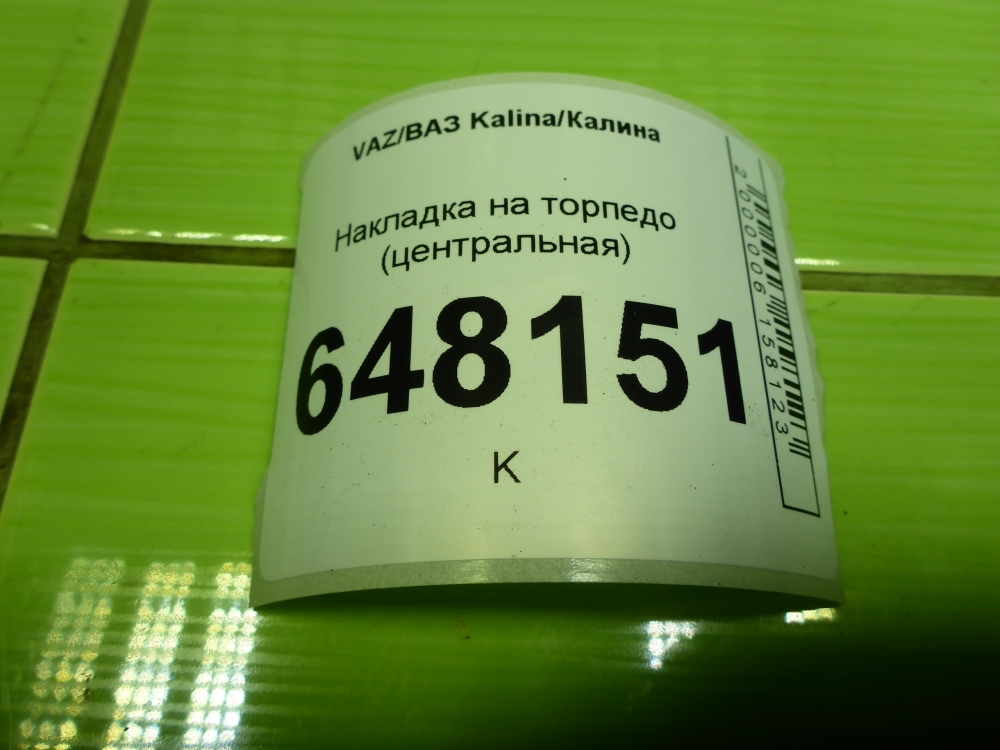 VAZ/ВАЗ Kalina/Калина
Накладка на торпедо
(центральная)
648151
K
2000006158123